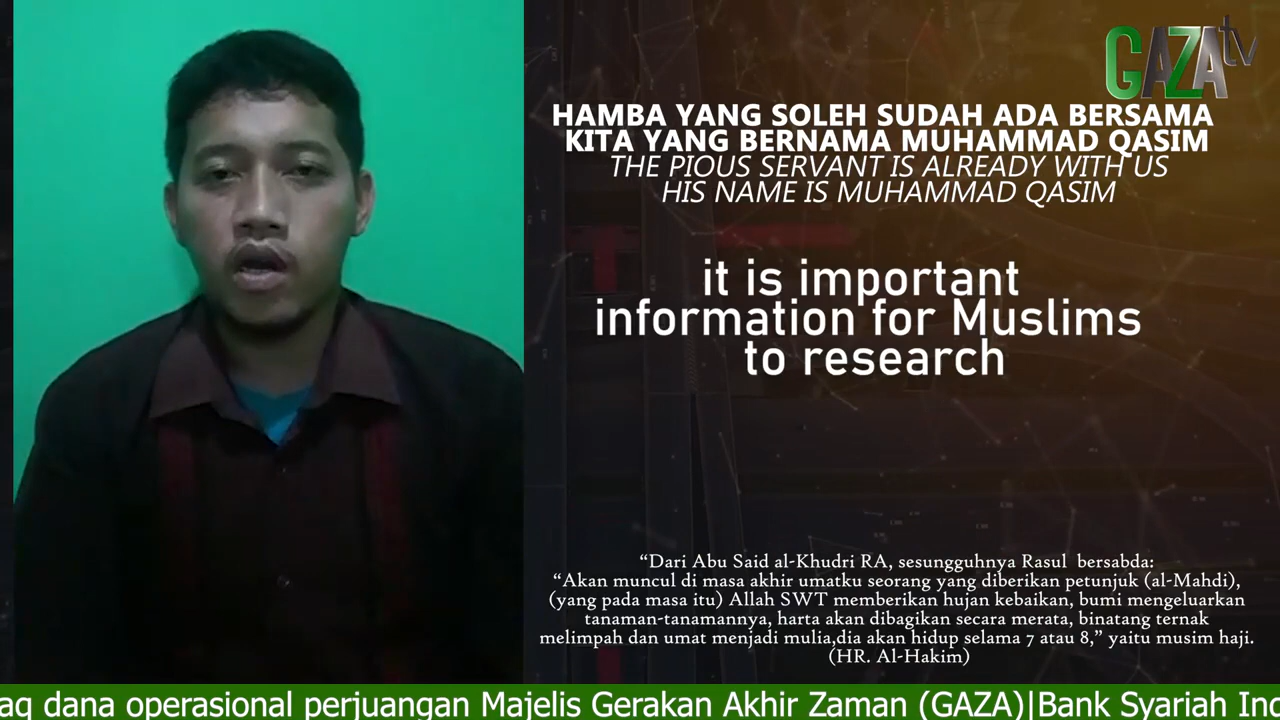 GAZAtv
HAMBA YANG SOLEH SUDAH ADA BERSAMA
KITA YANG BERNAMA MUHAMMAD QASIM
THE PIOUS SERVANT IS ALREADY WITH US
HIS NAME IS MUHAMMAD QASIM
it is important
information for Muslims
to research
“Dari Abu Said al-Khudri RA, sesungguhnya Rasul bersabda:
“Akan muncul di masa akhir umatku seorang yang diberikan petunjuk (al-Mahdi),
(yang pada masa itu) Allah SWT memberikan hujan kebaikan, bumi mengeluarkan
tanaman-tanamannya, harta akan dibagikan secara merata, binatang ternak
melimpah dan umat menjadi mulia,dia akan hidup selama 7 atau 8,” yaitu musim haji.
(HR. Al-Hakim)
aq dana operasional perjuangan Majelis Gerakan Akhir Zaman (GAZA)|Bank Syariah Ind